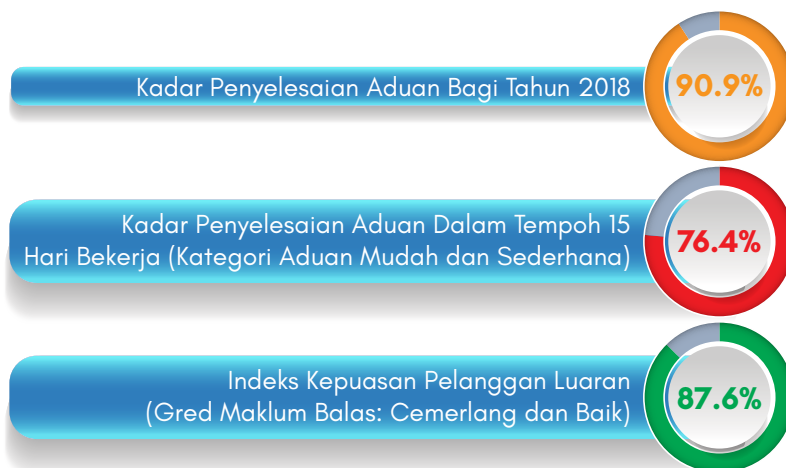 Kadar Penyelesaian Aduan Bagi Tahun 2018
90.9%
Kadar Penyelesaian Aduan Dalam Tempoh 15
Hari Bekerja (Kategori Aduan Mudah dan Sederhana)
76.4%
Indeks Kepuasan Pelanggan Luaran
(Gred Maklum Balas: Cemerlang dan Baik)
87.6%